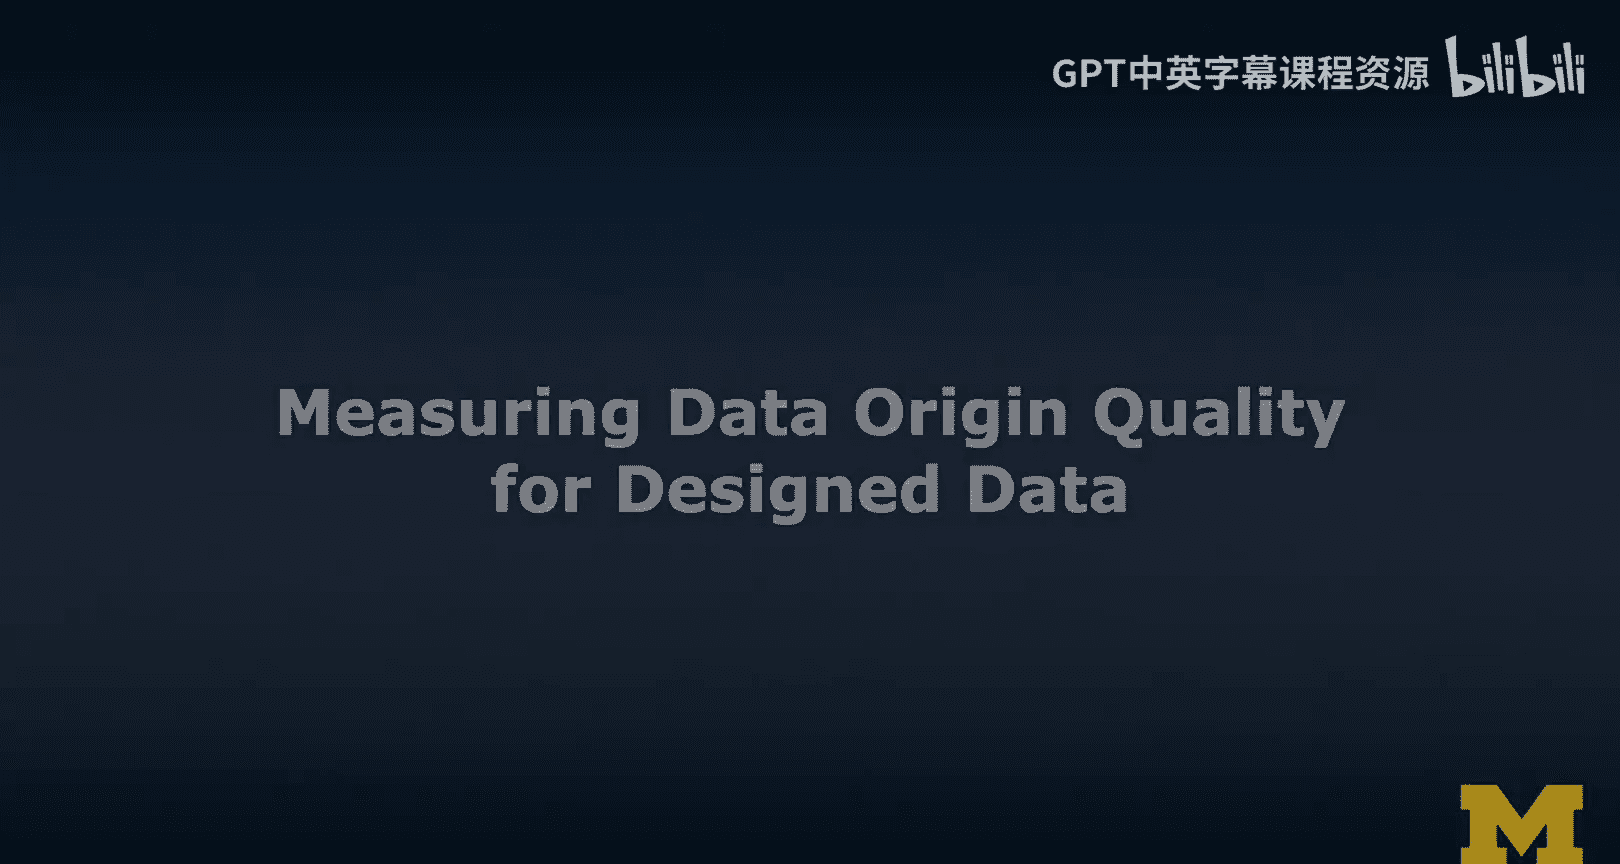 GPT中英字幕课程资源 bilibili
Measuring Data Origin Quality
for Designed Data
M